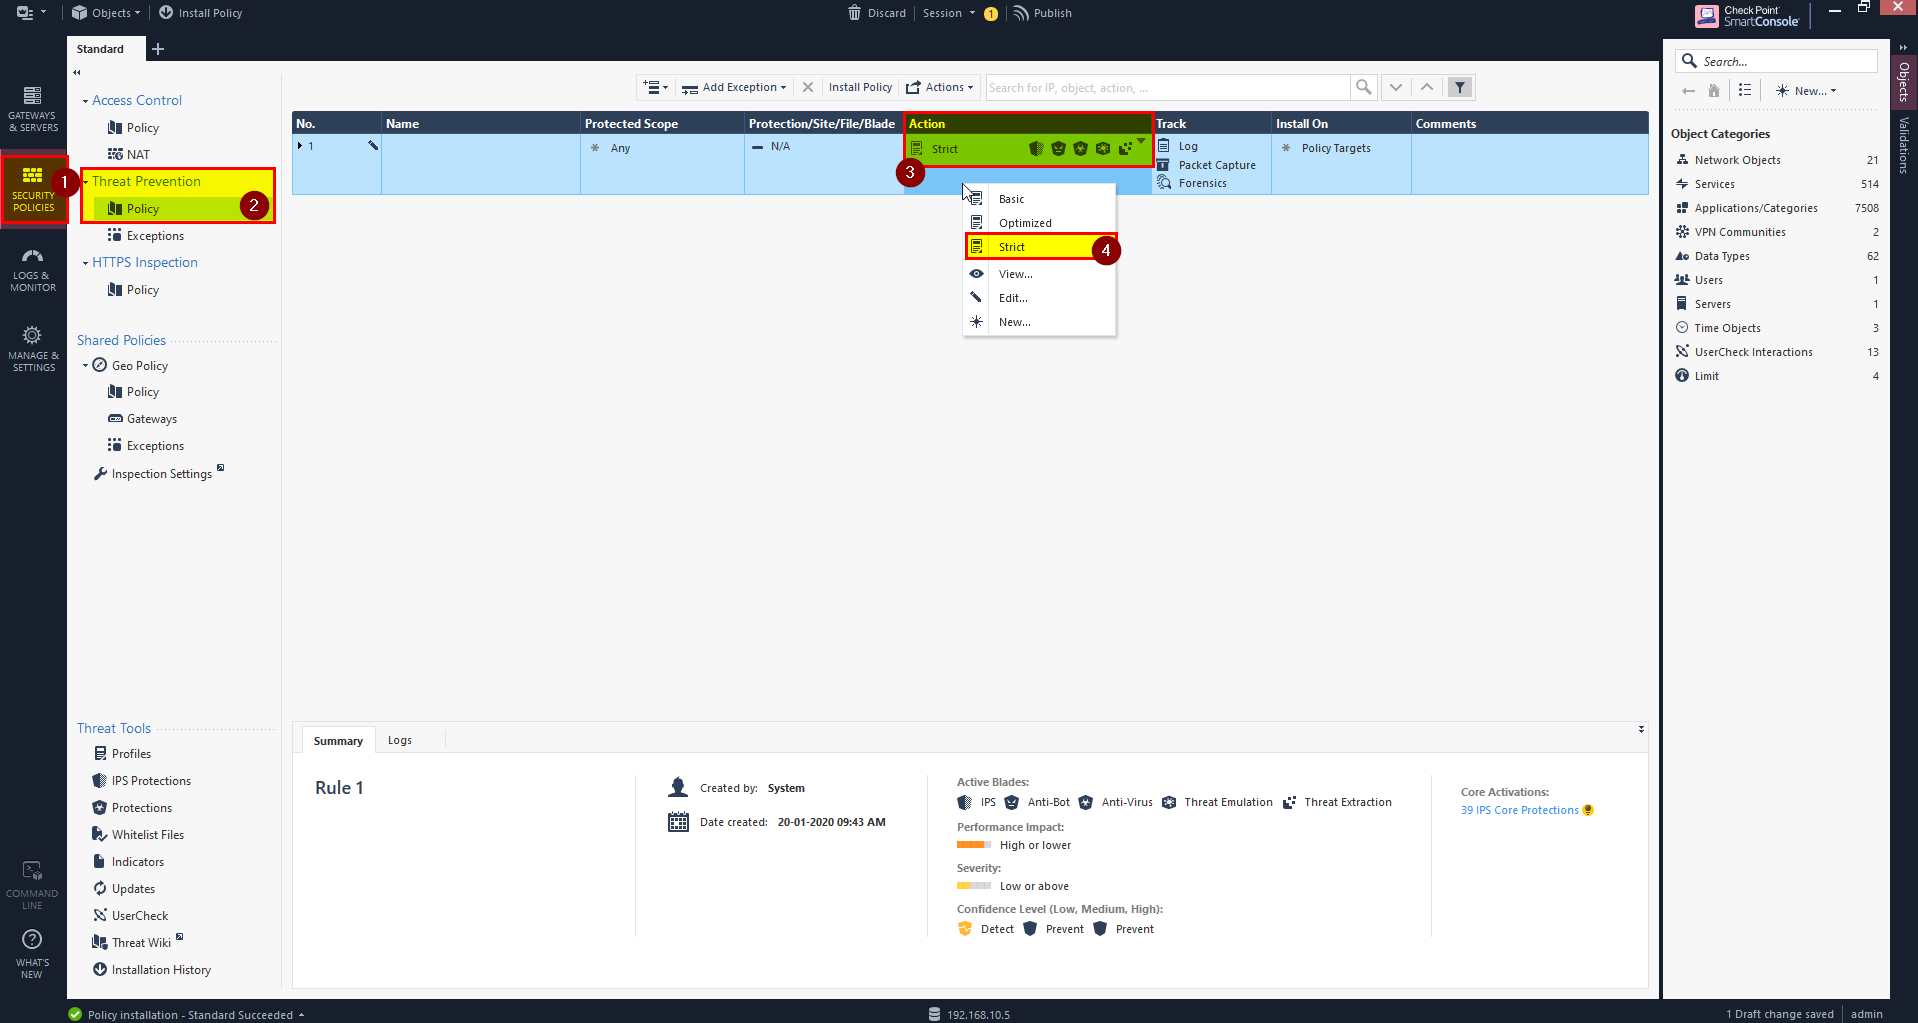 Objects
Install Policy
Discard
Session
1
Publish
Check Point
SmartConsole
Standard
GATEWAYS
& SERVERS
SECURITY
POLICIES
1
LOGS &
MONITOR
MANAGE &
SETTINGS
COMMAND
LINE
WHAT'S
NEW
Access Control
Policy
NAT
Threat Prevention
Policy
2
Exceptions
HTTPS Inspection
Policy
Shared Policies
Geo Policy
Policy
Gateways
Exceptions
Inspection Settings
Threat Tools
Profiles
IPS Protections
Protections
Whitelist Files
Indicators
Updates
UserCheck
Threat Wiki
Installation History
Add Exception
Install Policy
Actions
Search for IP, object, action, ...
No. Name Protected Scope Protection/Site/File/Blade Action Track Install On Comments
1 Any N/A Strict Log Policy Targets
Packet Capture
Forensics
3
Basic
Optimized
Strict
4
View...
Edit...
New...
Summary
Logs
Rule 1
Created by: System
Date created: 20-01-2020 09:43 AM
Active Blades:
IPS Anti-Bot Anti-Virus Threat Emulation Threat Extraction
Performance Impact:
High or lower
Severity:
Low or above
Confidence Level (Low, Medium, High):
Detect Prevent Prevent
Core Activations:
39 IPS Core Protections
Search...
New...
Object Categories
Network Objects 21
Services 514
Applications/Categories 7508
VPN Communities 2
Data Types 62
Users 1
Servers 1
Time Objects 3
UserCheck Interactions 13
Limit 4
Objects
Validations
Policy installation - Standard Succeeded
192.168.10.5
1 Draft change saved
admin